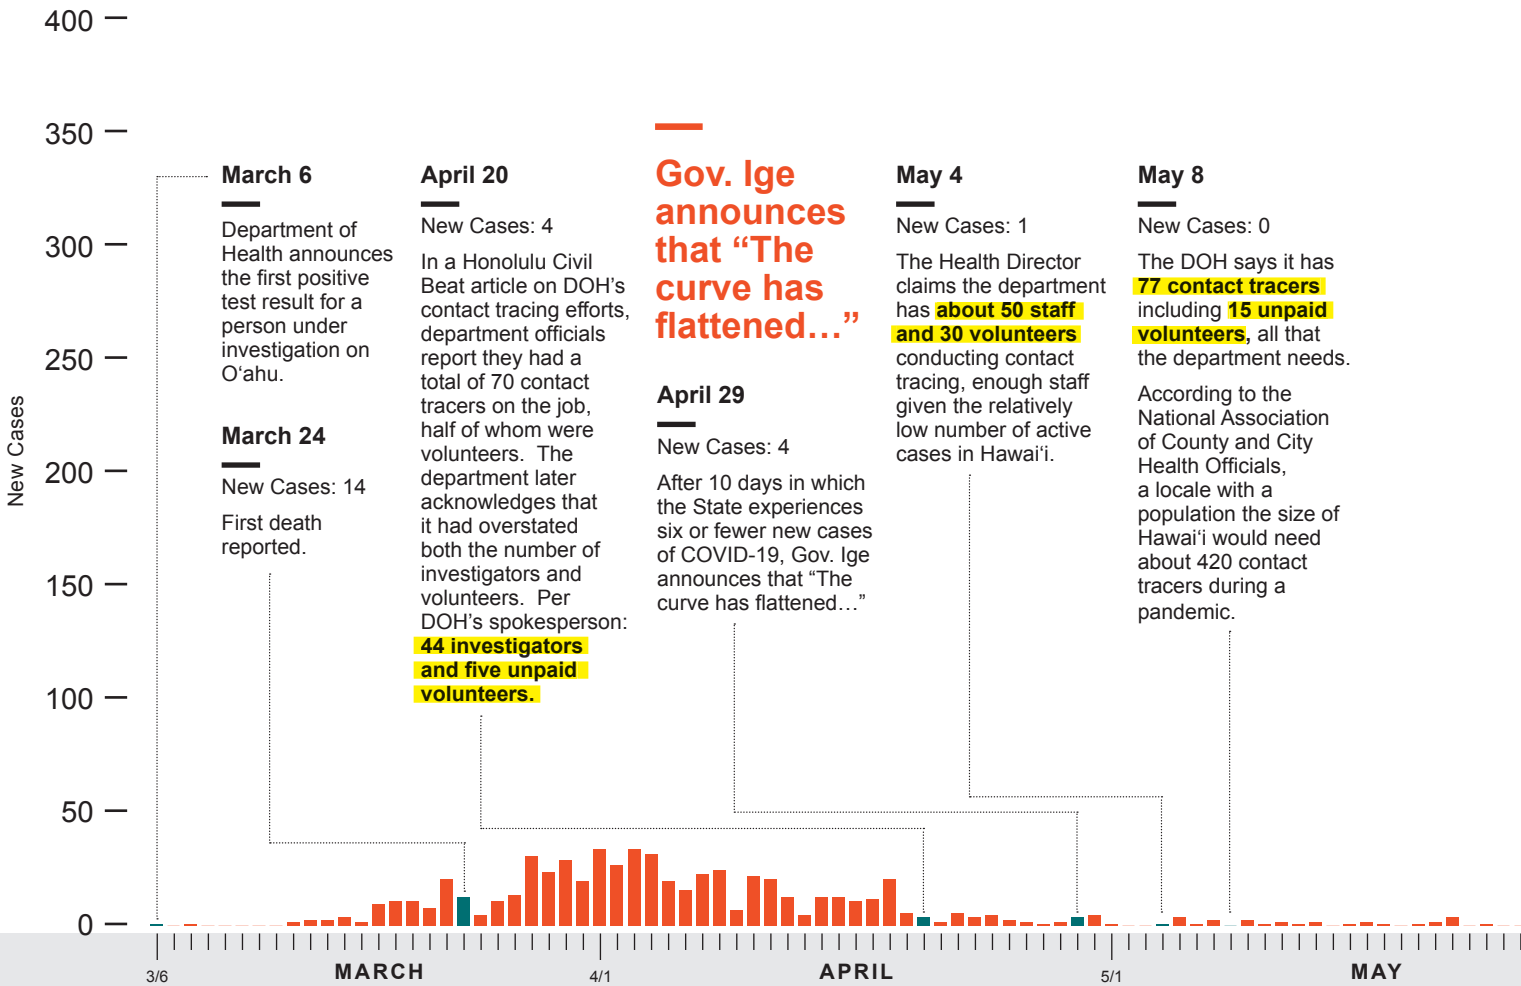 400
350
300
250
200
150
100
50
0
New Cases
March 6
Department of
Health announces
the first positive
test result for a
person under
investigation on
O‘ahu.
March 24
New Cases: 14
First death
reported.
April 20
New Cases: 4
In a Honolulu Civil
Beat article on DOH’s
contact tracing efforts,
department officials
report they had a
total of 70 contact
tracers on the job,
half of whom were
volunteers.  The
department later
acknowledges that
it had overstated
both the number of
investigators and
volunteers.  Per
DOH’s spokesperson:
44 investigators
and five unpaid
volunteers.
Gov. Ige
announces
that “The
curve has
flattened…”
April 29
New Cases: 4
After 10 days in which
the State experiences
six or fewer new cases
of COVID-19, Gov. Ige
announces that “The
curve has flattened…”
May 4
New Cases: 1
The Health Director
claims the department
has about 50 staff
and 30 volunteers
conducting contact
tracing, enough staff
given the relatively
low number of active
cases in Hawai‘i.
May 8
New Cases: 0
The DOH says it has
77 contact tracers
including 15 unpaid
volunteers, all that
the department needs.
According to the
National Association
of County and City
Health Officials,
a locale with a
population the size of
Hawai‘i would need
about 420 contact
tracers during a
pandemic.
3/6
MARCH
4/1
APRIL
5/1
MAY